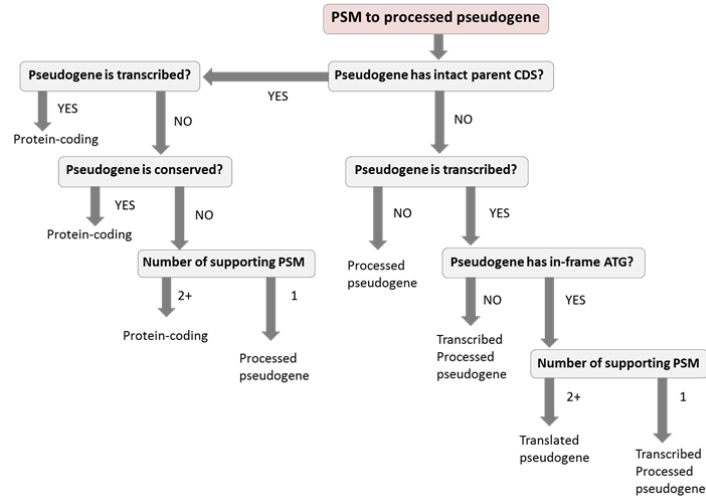 PSM to processed pseudogene
Pseudogene is transcribed?
Pseudogene has intact parent CDS?
YES
YES
NO
NO
Protein-coding
Pseudogene is conserved?
Pseudogene is transcribed?
YES
NO
NO
YES
Protein-coding
Number of supporting PSM
Processed
pseudogene
Pseudogene has in-frame ATG?
2+
1
NO
YES
Protein-coding
Processed
pseudogene
Transcribed
Processed
pseudogene
Number of supporting PSM
2+
1
Translated
pseudogene
Transcribed
Processed
pseudogene